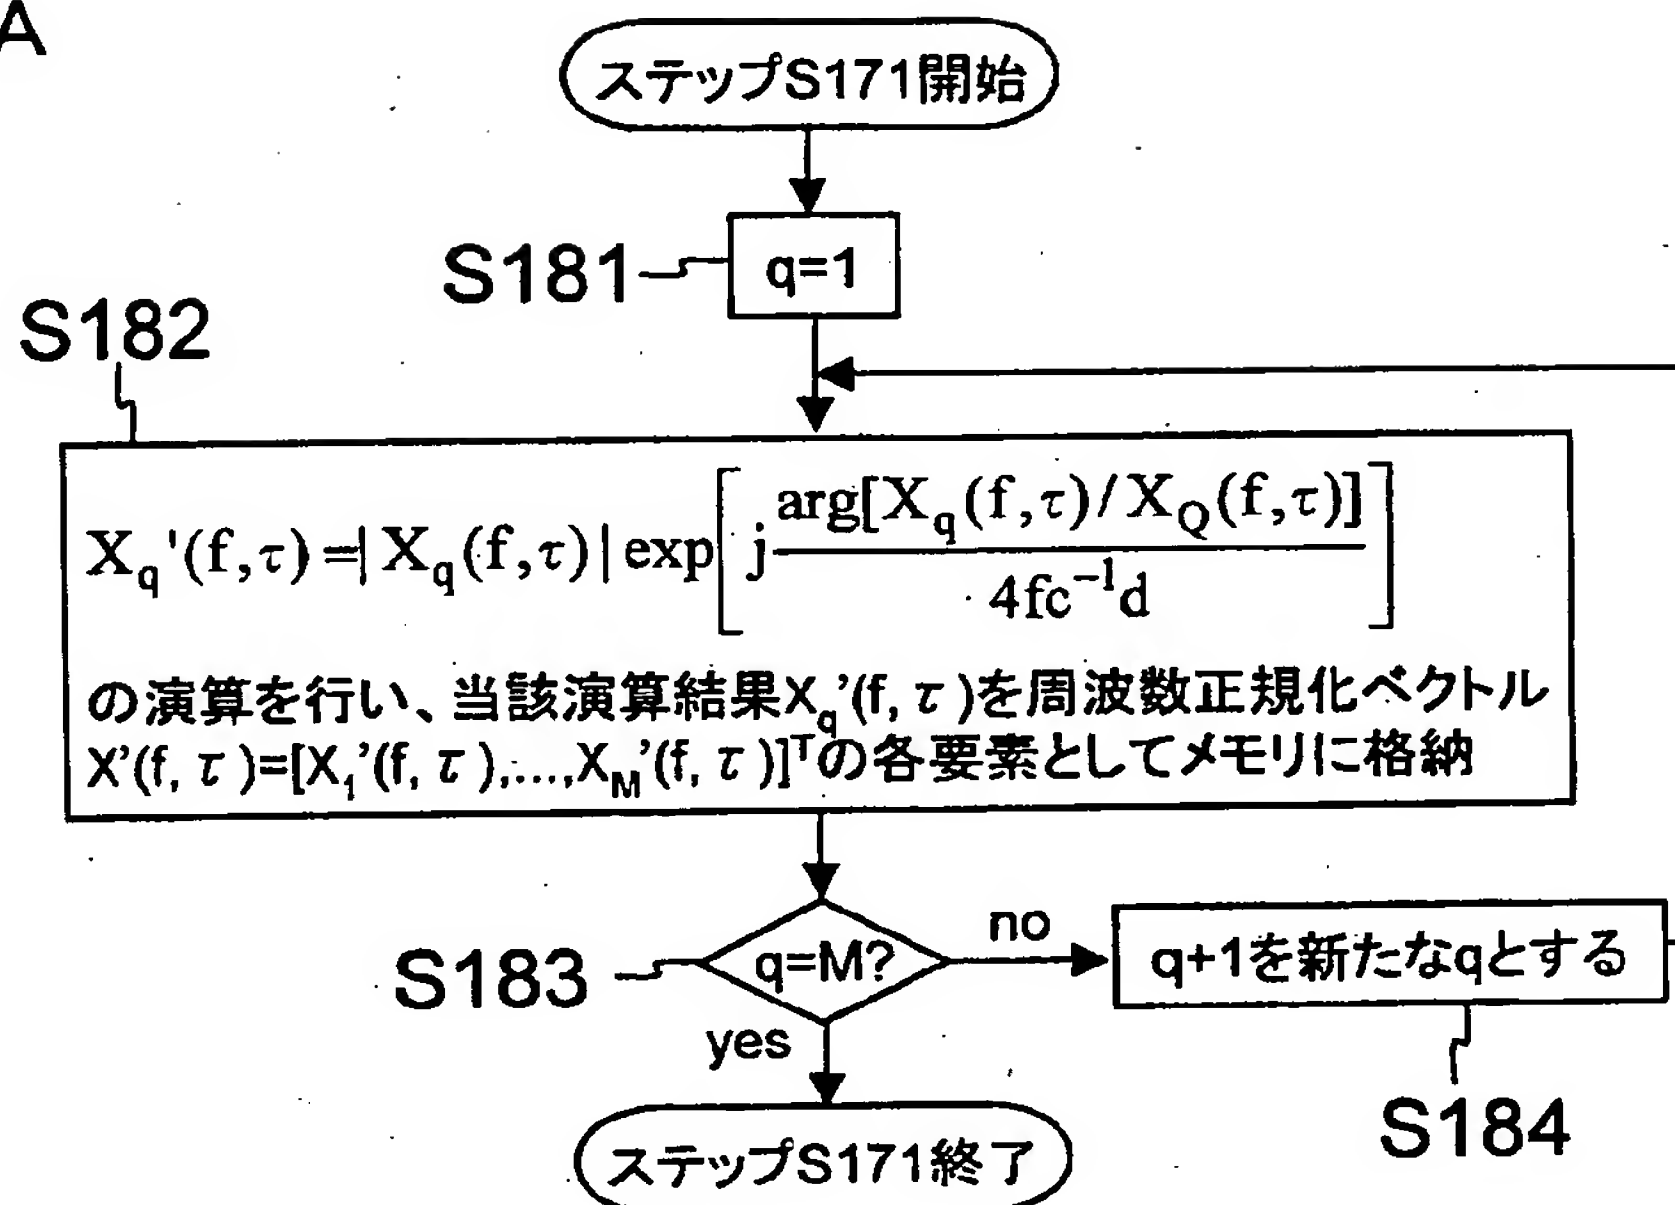 A
ステップS171開始
S181
q=1
S182
X_q'(f,τ)=|X_q(f,τ)|exp[j arg[X_q(f,τ)/X_Q(f,τ)] / 4fc^{-1}d]
の演算を行い、当該演算結果X_q'(f,τ)を周波数正規化ベクトル
X'(f,τ)=[X_1'(f,τ),...,X_M'(f,τ)]^Tの各要素としてメモリに格納
S183
q=M?
no
q+1を新たなqとする
yes
S184
ステップS171終了